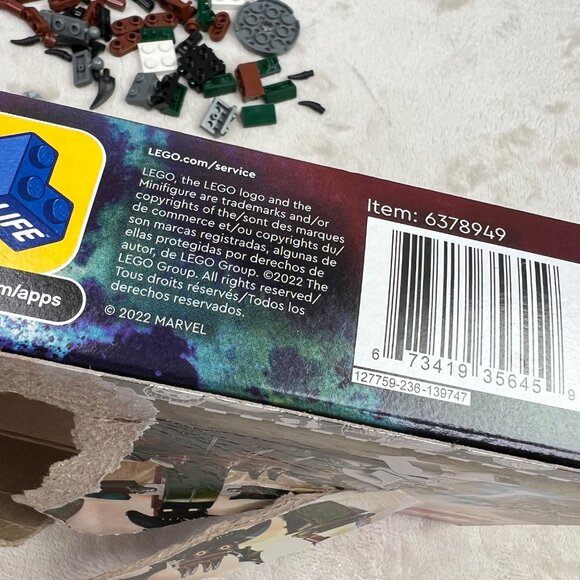 LIFE™
m/apps
LEGO.com/service
LEGO, the LEGO logo and the
Minifigure are trademarks and/or
copyrights of the/sont des marques
de commerce et/ou copyrights du/
son marcas registradas, algunas de
ellas protegidas por derechos de
autor, de LEGO Group. ©2022 The
LEGO Group. All rights reserved/
Tous droits réservés/Todos los
derechos reservados.
© 2022 MARVEL
Item: 6378949
6 73419 35645 9
127759-236-139747